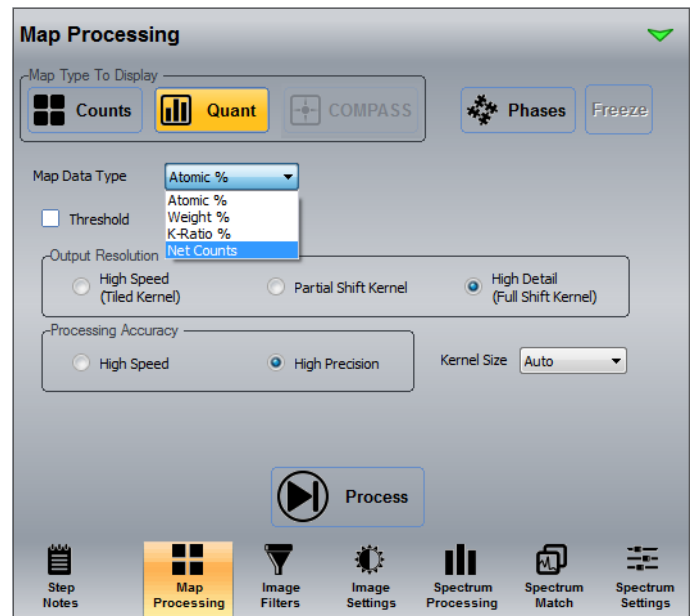 Map Processing
Map Type To Display
Counts
Quant
COMPASS
Phases
Freeze
Map Data Type
Atomic %
Atomic %
Weight %
K-Ratio %
Net Counts
Threshold
Output Resolution
High Speed
(Tiled Kernel)
Partial Shift Kernel
High Detail
(Full Shift Kernel)
Processing Accuracy
High Speed
High Precision
Kernel Size
Auto
Process
Step
Notes
Map
Processing
Image
Filters
Image
Settings
Spectrum
Processing
Spectrum
Match
Spectrum
Settings